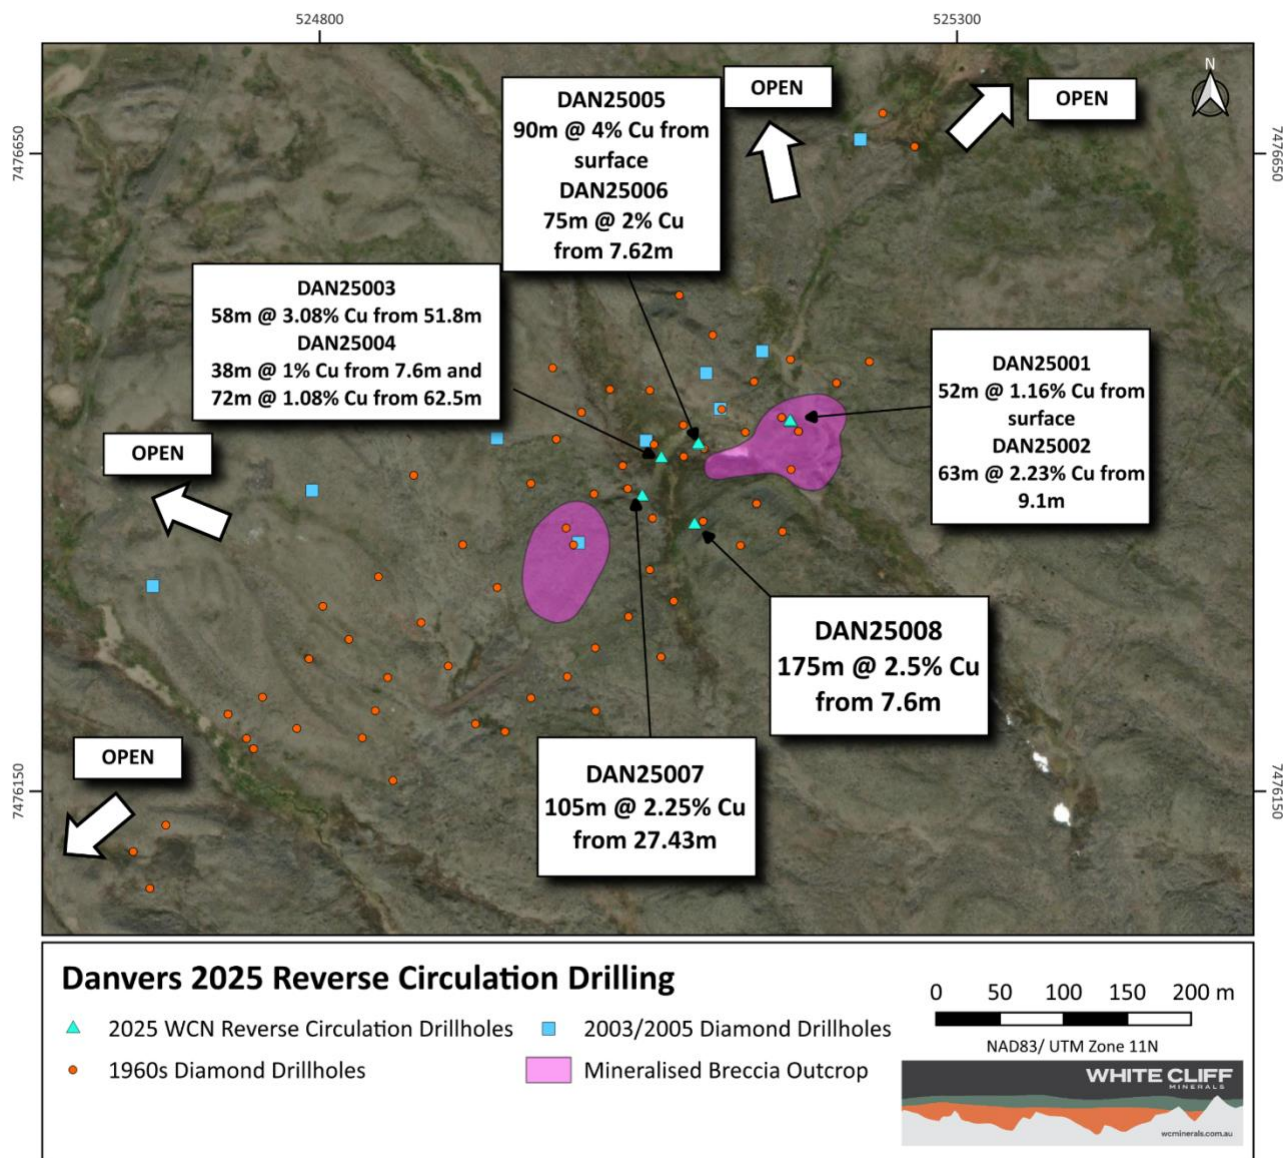 524800
525300
N
DAN25005
90m @ 4% Cu from
surface
DAN25006
75m @ 2% Cu
from 7.62m
OPEN
OPEN
7476650
7476650
DAN25003
58m @ 3.08% Cu from 51.8m
DAN25004
38m @ 1% Cu from 7.6m and
72m @ 1.08% Cu from 62.5m
DAN25001
52m @ 1.16% Cu from
surface
DAN25002
63m @ 2.23% Cu from
9.1m
OPEN
DAN25008
175m @ 2.5% Cu
from 7.6m
OPEN
DAN25007
105m @ 2.25% Cu
from 27.43m
7476150
7476150
Danvers 2025 Reverse Circulation Drilling
2025 WCN Reverse Circulation Drillholes
2003/2005 Diamond Drillholes
1960s Diamond Drillholes
Mineralised Breccia Outcrop
0 50 100 150 200 m
NAD83/ UTM Zone 11N
WHITE CLIFF
MINERALS
wcminerals.com.au